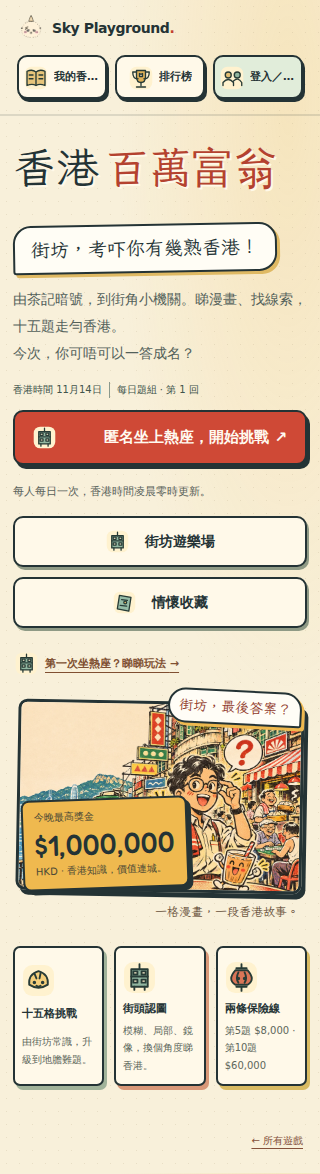 Sky Playground.
我的香…
排行榜
登入／…
香港百萬富翁
街坊，考吓你有幾熟香港！
由茶記暗號，到街角小機關。睇漫畫、找線索，
十五題走勻香港。
今次，你可唔可以一答成名？
香港時間 11月14日
每日題組 · 第 1 回
匿名坐上熱座，開始挑戰 ↗
每人每日一次，香港時間凌晨零時更新。
街坊遊樂場
情懷收藏
第一次坐熱座？睇睇玩法 →
街坊，最後答案？
?
今晚最高獎金
$1,000,000
HKD · 香港知識，價值連城。
一格漫畫，一段香港故事。
十五格挑戰
由街坊常識，升
級到地膽難題。
街頭認圖
模糊、局部、鏡
像，換個角度睇
香港。
兩條保險線
第5題 $8,000 ·
第10題
$60,000
← 所有遊戲